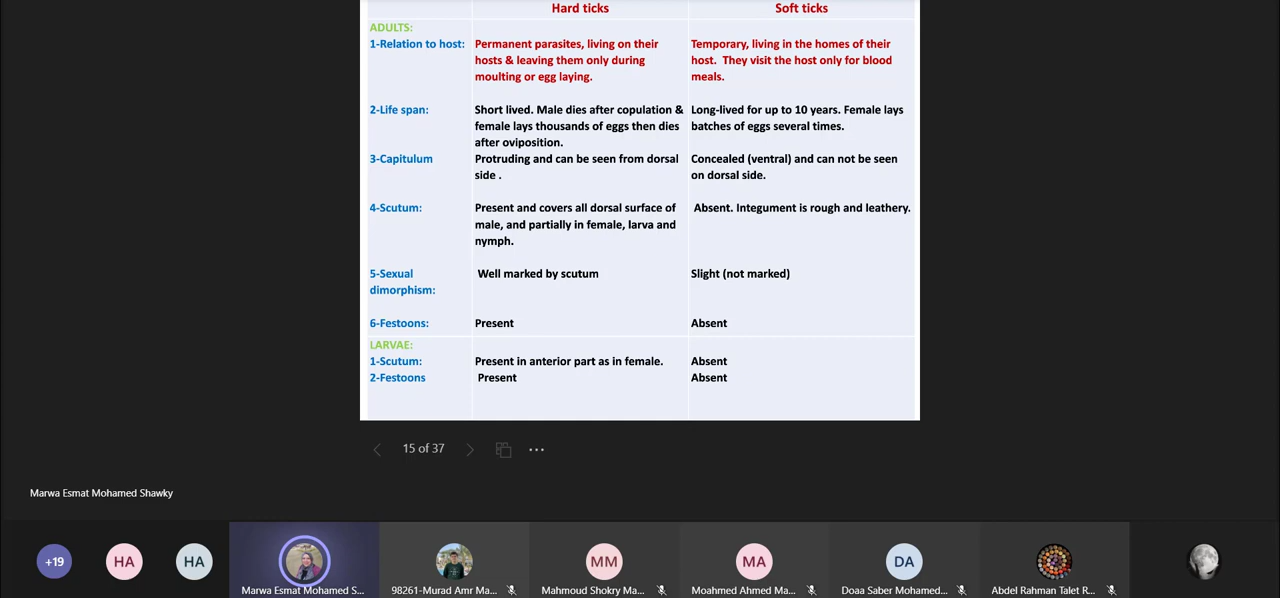 Hard ticks
Soft ticks
ADULTS:
1-Relation to host:
Permanent parasites, living on their
hosts & leaving them only during
moulting or egg laying.
Temporary, living in the homes of their
host. They visit the host only for blood
meals.
2-Life span:
Short lived. Male dies after copulation &
female lays thousands of eggs then dies
after oviposition.
Long-lived for up to 10 years. Female lays
batches of eggs several times.
3-Capitulum
Protruding and can be seen from dorsal
side .
Concealed (ventral) and can not be seen
on dorsal side.
4-Scutum:
Present and covers all dorsal surface of
male, and partially in female, larva and
nymph.
Absent. Integument is rough and leathery.
5-Sexual
dimorphism:
Well marked by scutum
Slight (not marked)
6-Festoons:
Present
Absent
LARVAE:
1-Scutum:
Present in anterior part as in female.
Absent
2-Festoons
Present
Absent
15 of 37
Marwa Esmat Mohamed Shawky
+19
HA
HA
Marwa Esmat Mohamed S...
98261-Murad Amr Ma...
MM
Mahmoud Shokry Ma...
MA
Moahmed Ahmed Ma...
DA
Doaa Saber Mohamed...
Abdel Rahman Talet R...